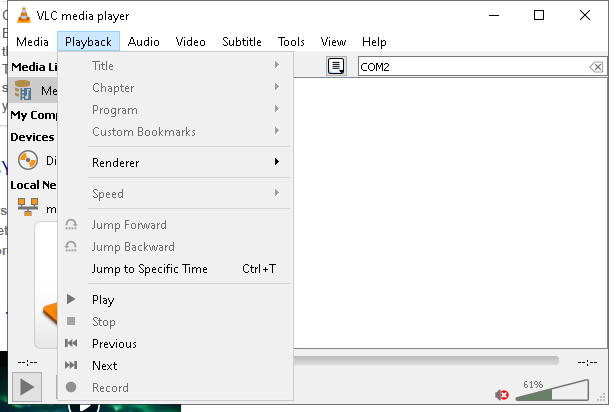 VLC media player
Media Playback Audio Video Subtitle Tools View Help
Media Li
Title
COM2
Me
Chapter
My Comp
Program
Devices
Custom Bookmarks
Di
Renderer
Local Ne
Speed
m
Jump Forward
Jump Backward
Jump to Specific Time Ctrl+T
Play
Stop
Previous
Next
--:--
--:--
Record
61%